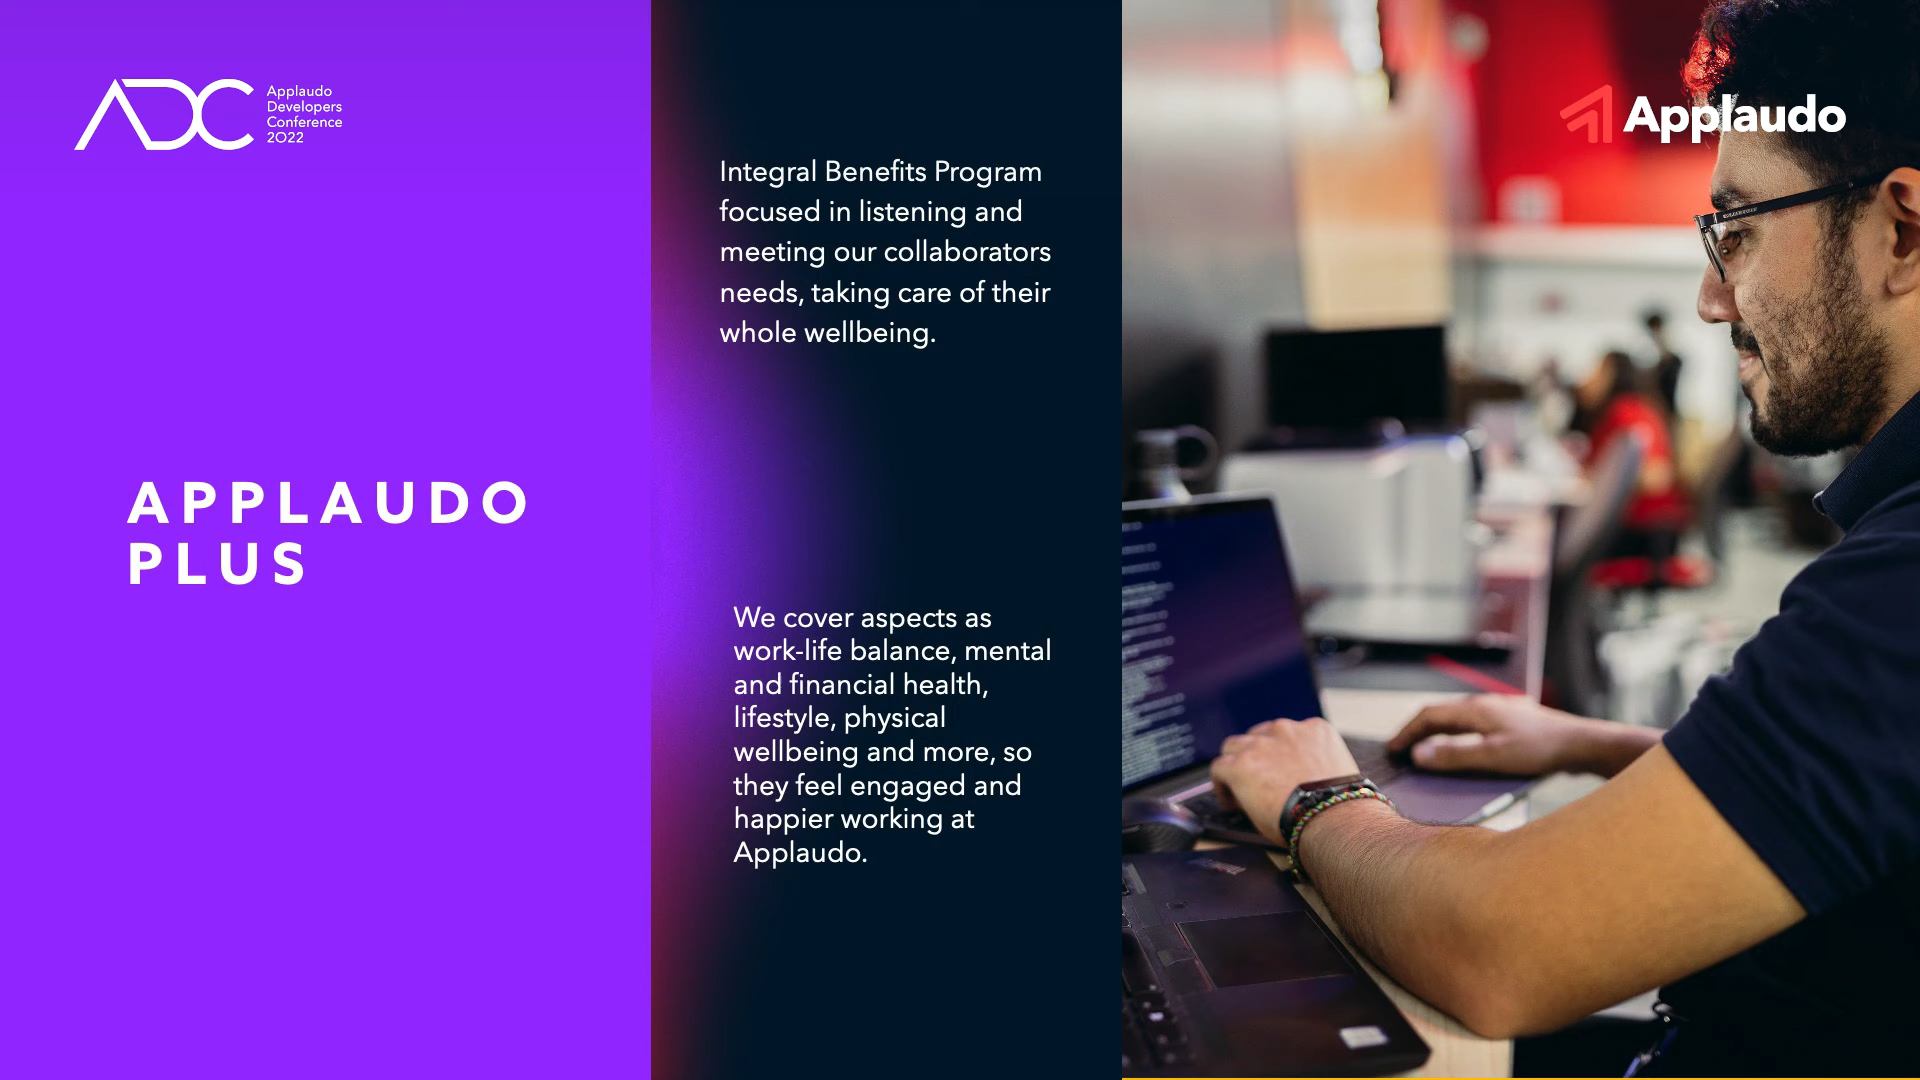 ADC
Applaudo
Developers
Conference
2022
Applaudo
APPLAUDO
PLUS
Integral Benefits Program
focused in listening and
meeting our collaborators
needs, taking care of their
whole wellbeing.
We cover aspects as
work-life balance, mental
and financial health,
lifestyle, physical
wellbeing and more, so
they feel engaged and
happier working at
Applaudo.